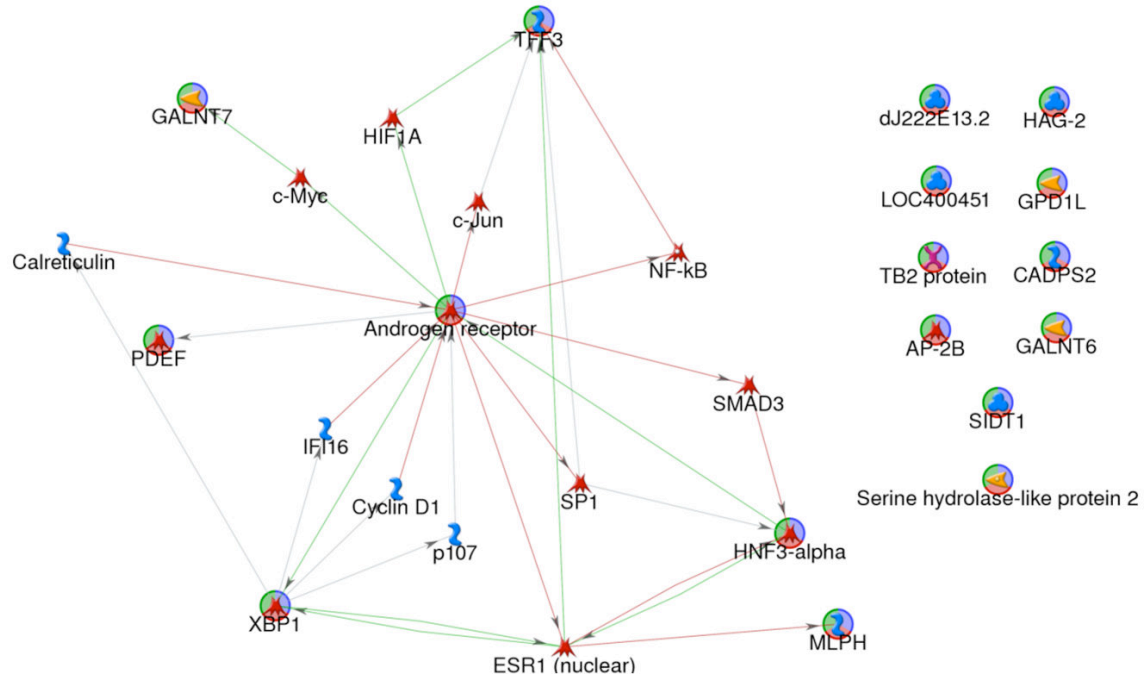 TFF3
GALNT7
HIF1A
c-Myc
c-Jun
Calreticulin
NF-kB
Androgen receptor
PDEF
SMAD3
IFI16
Cyclin D1
SP1
p107
HNF3-alpha
XBP1
MLPH
ESR1 (nuclear)
dJ222E13.2
HAG-2
LOC400451
GPD1L
TB2 protein
CADPS2
AP-2B
GALNT6
SIDT1
Serine hydrolase-like protein 2